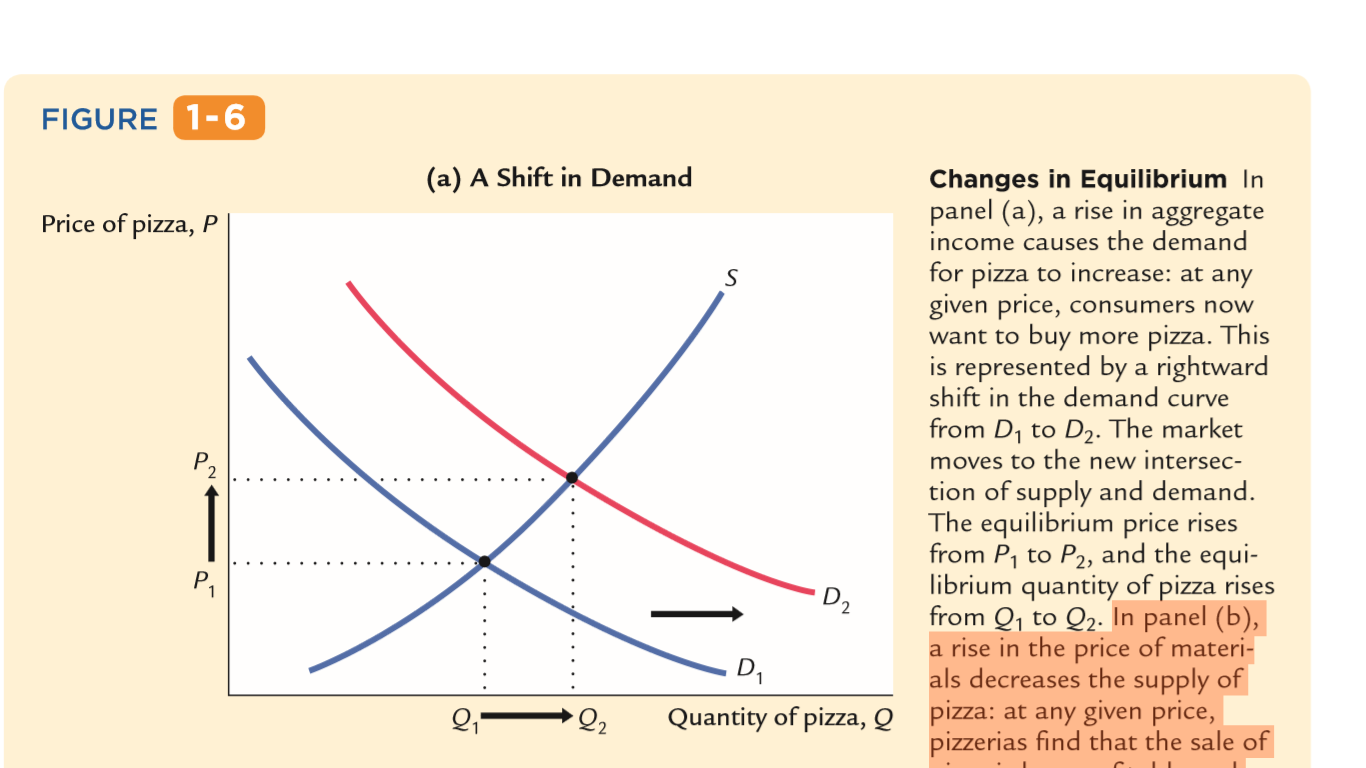 FIGURE 1-6
(a) A Shift in Demand
Price of pizza, P
S
P2
P1
D2
D1
Q1
Q2
Quantity of pizza, Q
Changes in Equilibrium In
panel (a), a rise in aggregate
income causes the demand
for pizza to increase: at any
given price, consumers now
want to buy more pizza. This
is represented by a rightward
shift in the demand curve
from D1 to D2. The market
moves to the new intersec-
tion of supply and demand.
The equilibrium price rises
from P1 to P2, and the equi-
librium quantity of pizza rises
from Q1 to Q2. In panel (b),
a rise in the price of materi-
als decreases the supply of
pizza: at any given price,
pizzerias find that the sale of